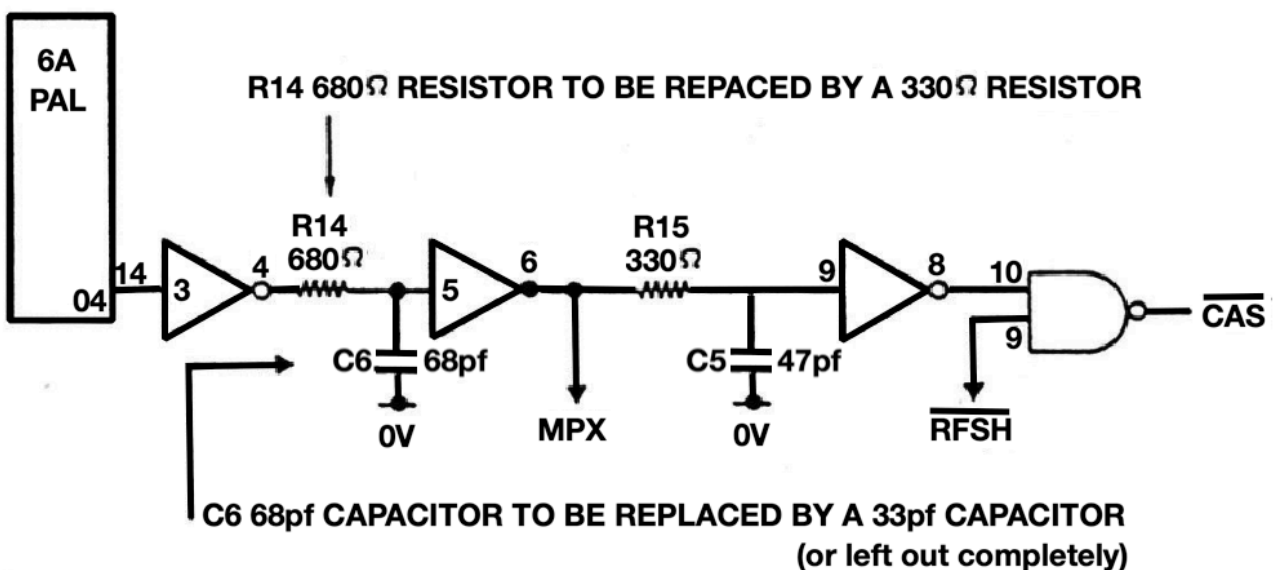 6A
PAL
R14 680Ω RESISTOR TO BE REPACED BY A 330Ω RESISTOR
R14
680Ω
R15
330Ω
04
14
3
4
5
6
9
8
10
9
CAS
C6
68pf
C5
47pf
0V
MPX
0V
RFSH
C6 68pf CAPACITOR TO BE REPLACED BY A 33pf CAPACITOR
(or left out completely)